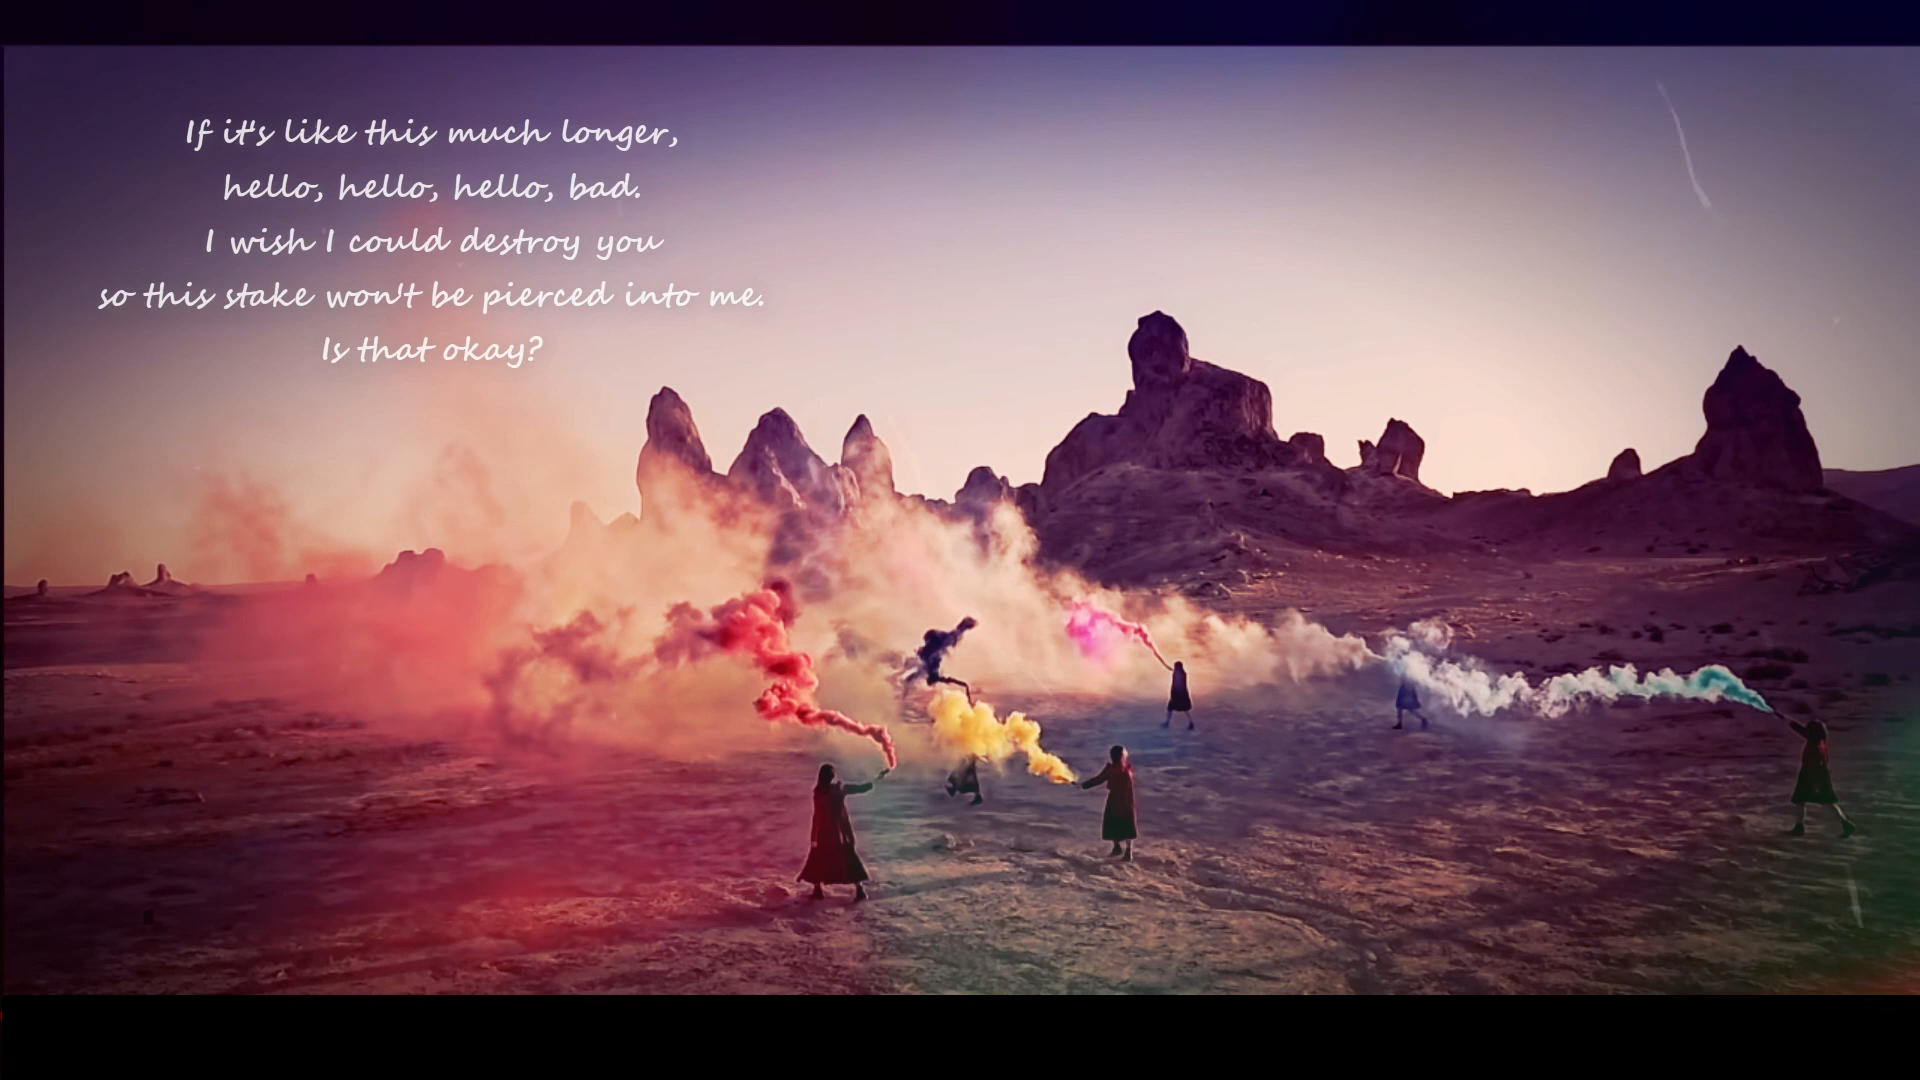 If it's like this much longer,
hello, hello, hello, bad.
I wish I could destroy you
so this stake won't be pierced into me.
Is that okay?